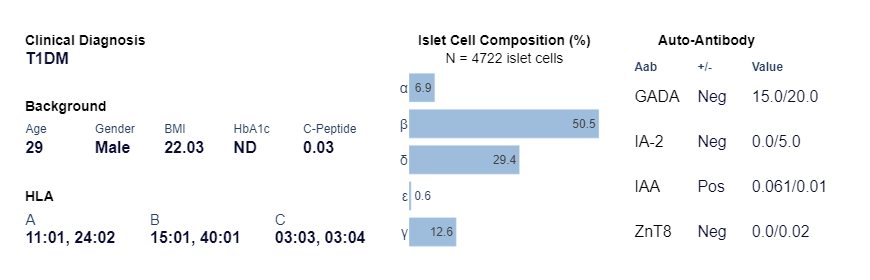 Clinical Diagnosis
T1DM
Background
Age Gender BMI HbA1c C-Peptide
29 Male 22.03 ND 0.03
HLA
A B C
11:01, 24:02 15:01, 40:01 03:03, 03:04
Islet Cell Composition (%)
N = 4722 islet cells
α 6.9
β 50.5
δ 29.4
ε 0.6
γ 12.6
Auto-Antibody
Aab +/- Value
GADA Neg 15.0/20.0
IA-2 Neg 0.0/5.0
IAA Pos 0.061/0.01
ZnT8 Neg 0.0/0.02